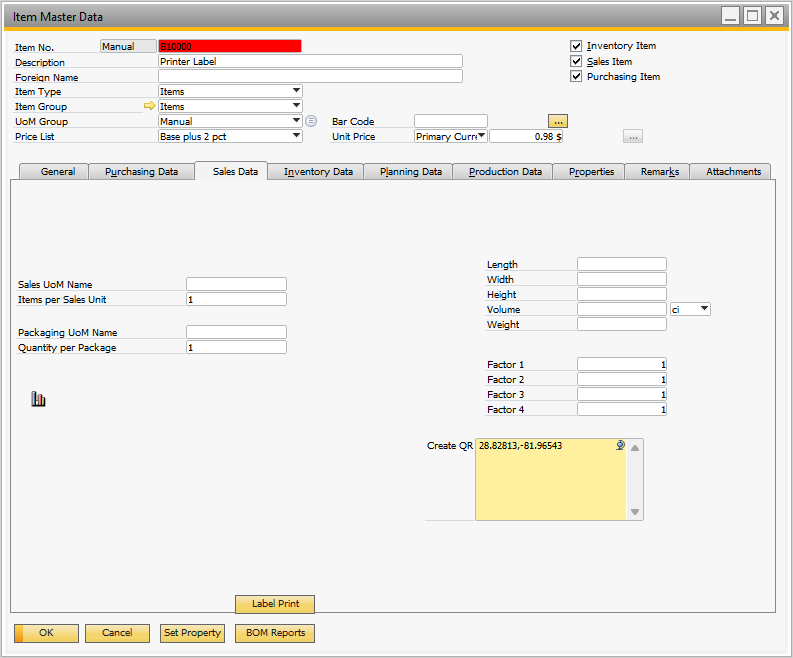 Item Master Data
Item No. Manual B10000
Description Printer Label
Foreign Name
Item Type Items
Item Group Items
UoM Group Manual
Price List Base plus 2 pct
Inventory Item
Sales Item
Purchasing Item
Bar Code ...
Unit Price Primary Curre 0.98 $ ...
General Purchasing Data Sales Data Inventory Data Planning Data Production Data Properties Remarks Attachments
Sales UoM Name
Items per Sales Unit 1
Packaging UoM Name
Quantity per Package 1
Length
Width
Height
Volume ci
Weight
Factor 1 1
Factor 2 1
Factor 3 1
Factor 4 1
Create QR 28.82813,-81.96543
Label Print
OK Cancel Set Property BOM Reports